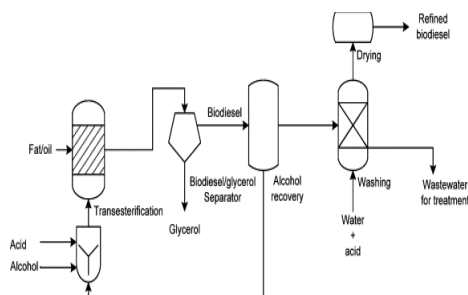 Refined
biodiesel
Drying
Biodiesel
Fat/oil
Transesterification
Biodiesel/glycerol
Separator
Alcohol
recovery
Washing
Wastewater
for treatment
Glycerol
Water
+
acid
Acid
Alcohol